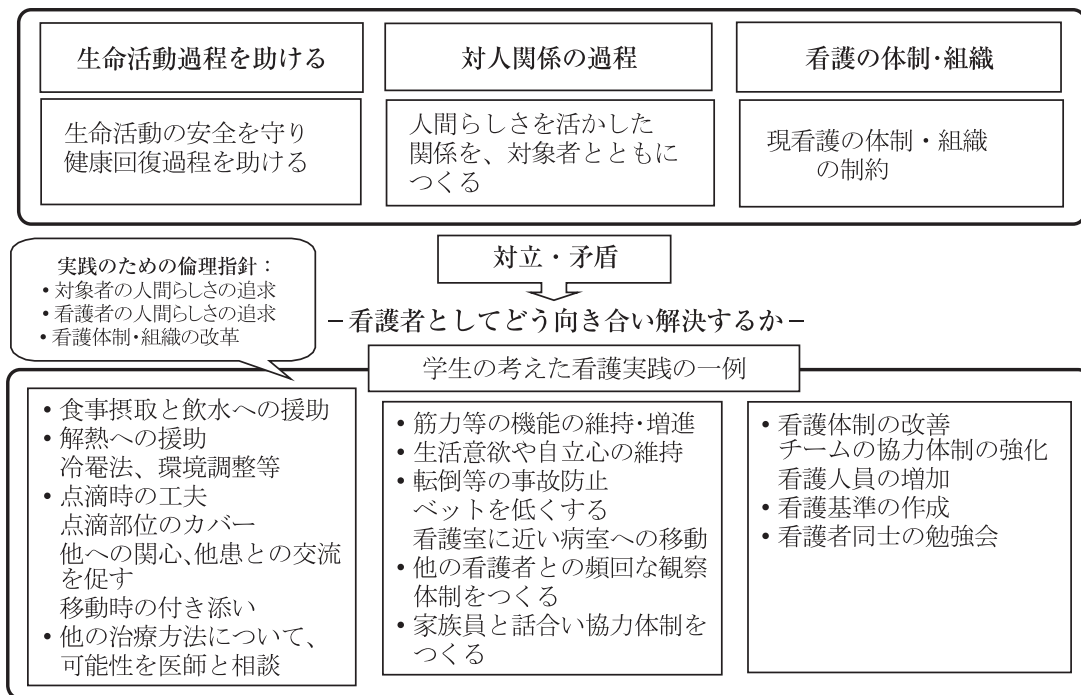 生命活動過程を助ける
対人関係の過程
看護の体制・組織
生命活動の安全を守り
健康回復過程を助ける
人間らしさを活かした
関係を、対象者とともに
つくる
現看護の体制・組織
の制約
対立・矛盾
実践のための倫理指針：
• 対象者の人間らしさの追求
• 看護者の人間らしさの追求
• 看護体制・組織の改革
－看護者としてどう向き合い解決するか－
学生の考えた看護実践の一例
• 食事摂取と飲水への援助
• 解熱への援助
冷罨法、環境調整等
• 点滴時の工夫
点滴部位のカバー
他への関心、他患との交流
を促す
移動時の付き添い
• 他の治療方法について、
可能性を医師と相談
• 筋力等の機能の維持・増進
• 生活意欲や自立心の維持
• 転倒等の事故防止
ベットを低くする
看護室に近い病室への移動
• 他の看護者との頻回な観察
体制をつくる
• 家族員と話合い協力体制を
つくる
• 看護体制の改善
チームの協力体制の強化
看護人員の増加
• 看護基準の作成
• 看護者同士の勉強会